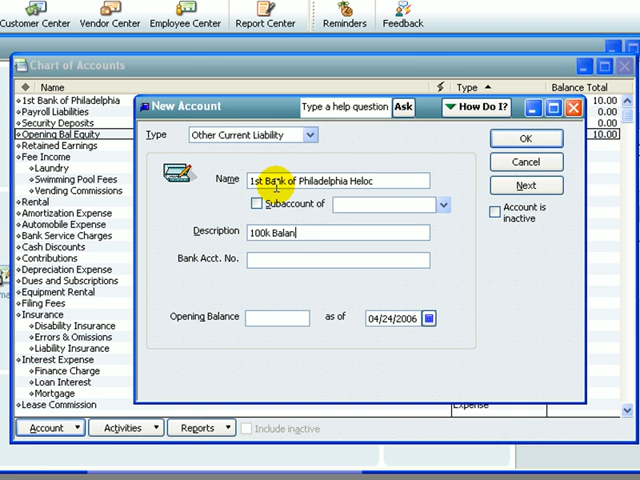 Customer Center Vendor Center Employee Center Report Center Reminders Feedback
Chart of Accounts
Name Type Balance Total
1st Bank of Philadelphia 10.00
Payroll Liabilities 0.00
Security Deposits 0.00
Opening Bal Equity 10.00
Retained Earnings
Fee Income
Laundry
Swimming Pool Fees
Vending Commissions
Rental
Amortization Expense
Automobile Expense
Bank Service Charges
Cash Discounts
Contributions
Depreciation Expense
Dues and Subscriptions
Equipment Rental
Filing Fees
Insurance
Disability Insurance
Errors & Omissions
Liability Insurance
Interest Expense
Finance Charge
Loan Interest
Mortgage
Lease Commission Expense
Account Activities Reports Include inactive
New Account
Type a help question Ask How Do I?
Type Other Current Liability
Name 1st Bank of Philadelphia Heloc
Subaccount of
Description 100k Balan
Bank Acct. No.
Opening Balance as of 04/24/2006
OK
Cancel
Next
Account is
inactive